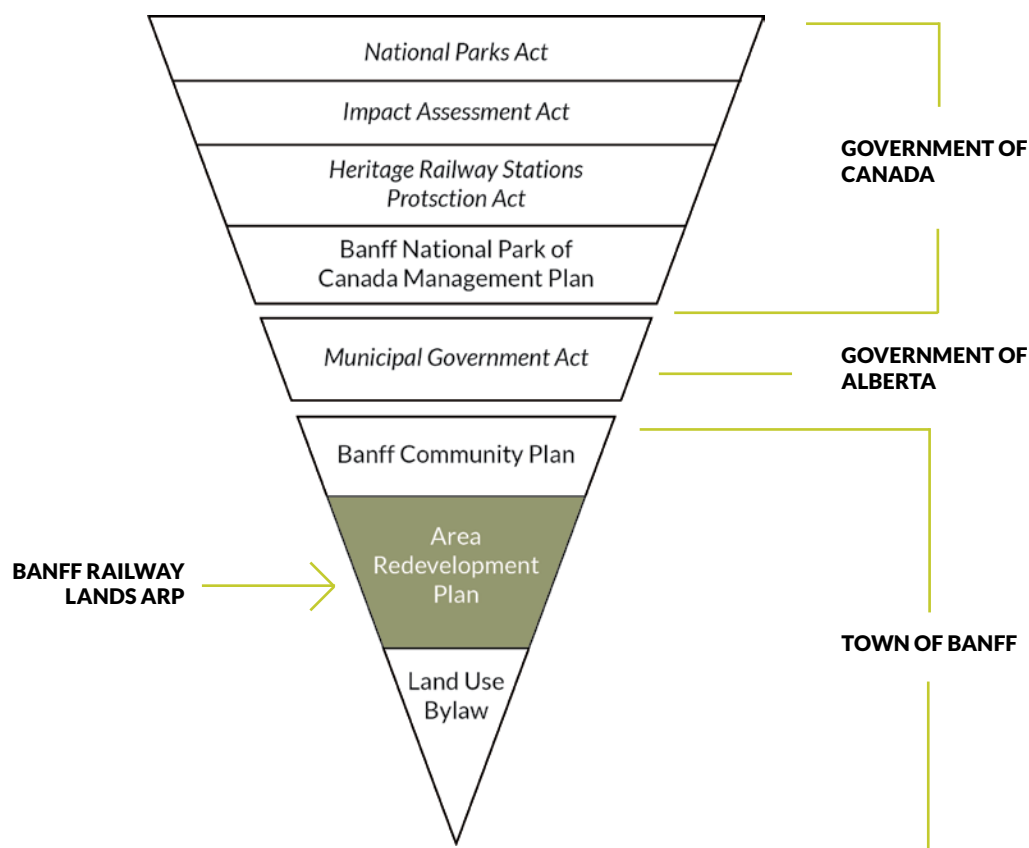 National Parks Act
Impact Assessment Act
Heritage Railway Stations
Protsction Act
Banff National Park of
Canada Management Plan
GOVERNMENT OF
CANADA
Municipal Government Act
GOVERNMENT OF
ALBERTA
Banff Community Plan
Area
Redevelopment
Plan
BANFF RAILWAY
LANDS ARP
TOWN OF BANFF
Land Use
Bylaw